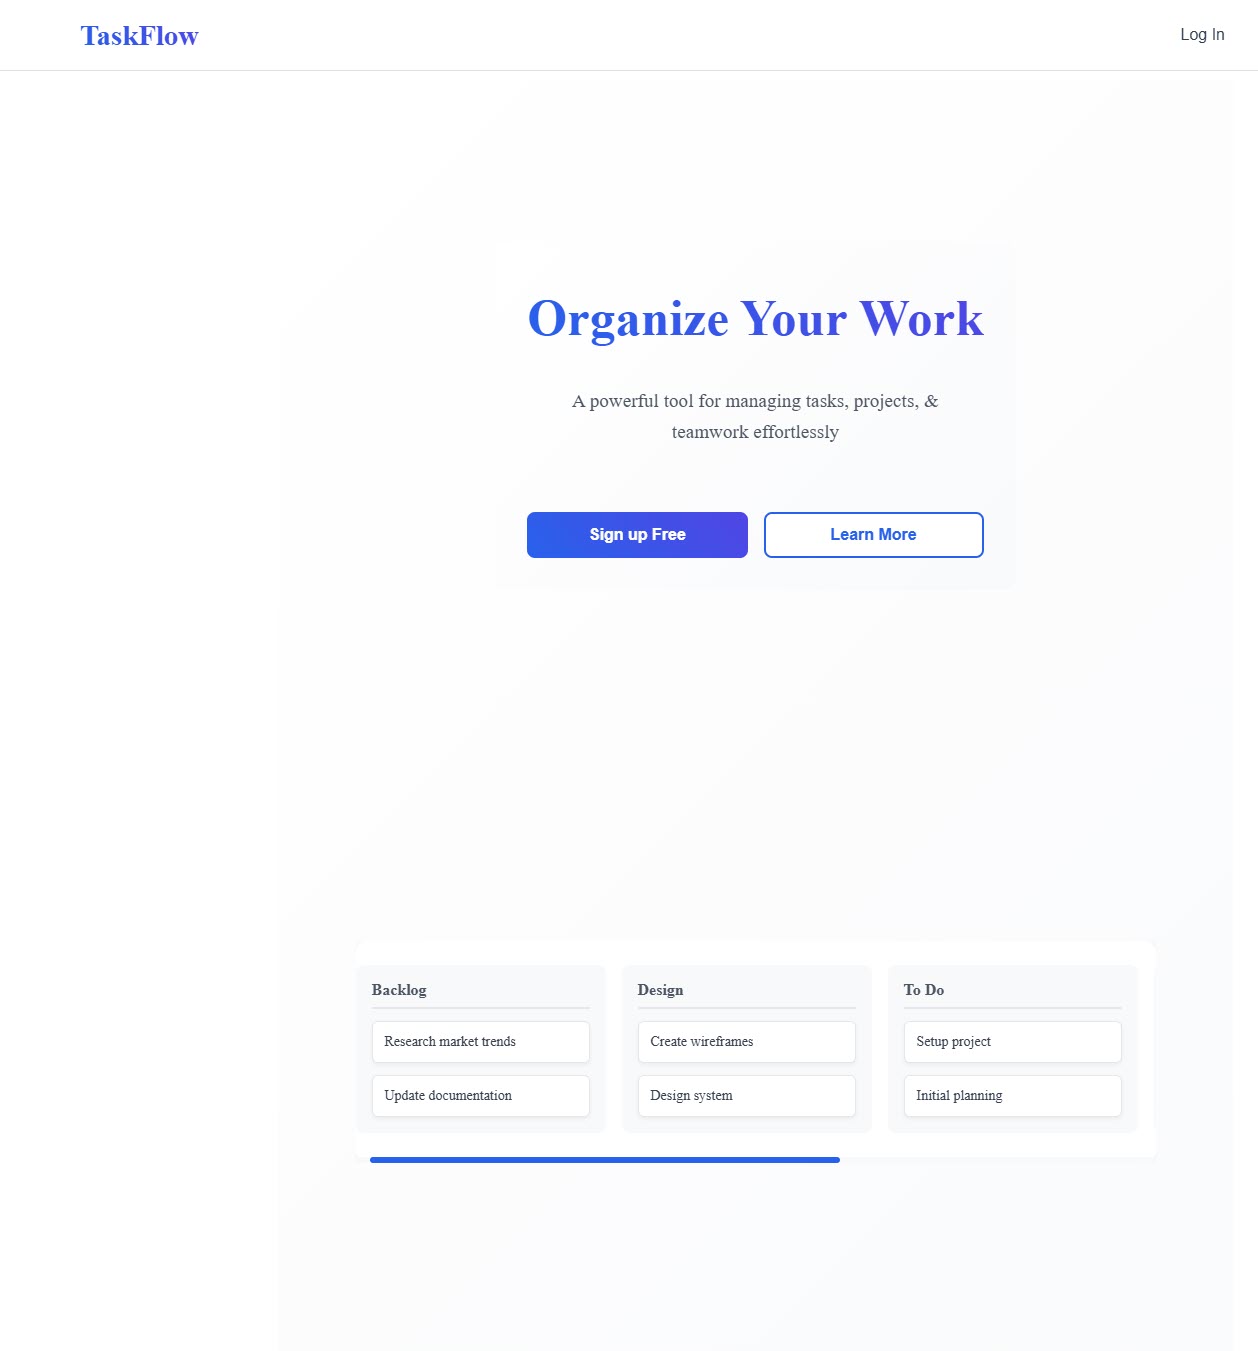 TaskFlow
Log In
Organize Your Work
A powerful tool for managing tasks, projects, &
teamwork effortlessly
Sign up Free
Learn More
Backlog
Research market trends
Update documentation
Design
Create wireframes
Design system
To Do
Setup project
Initial planning